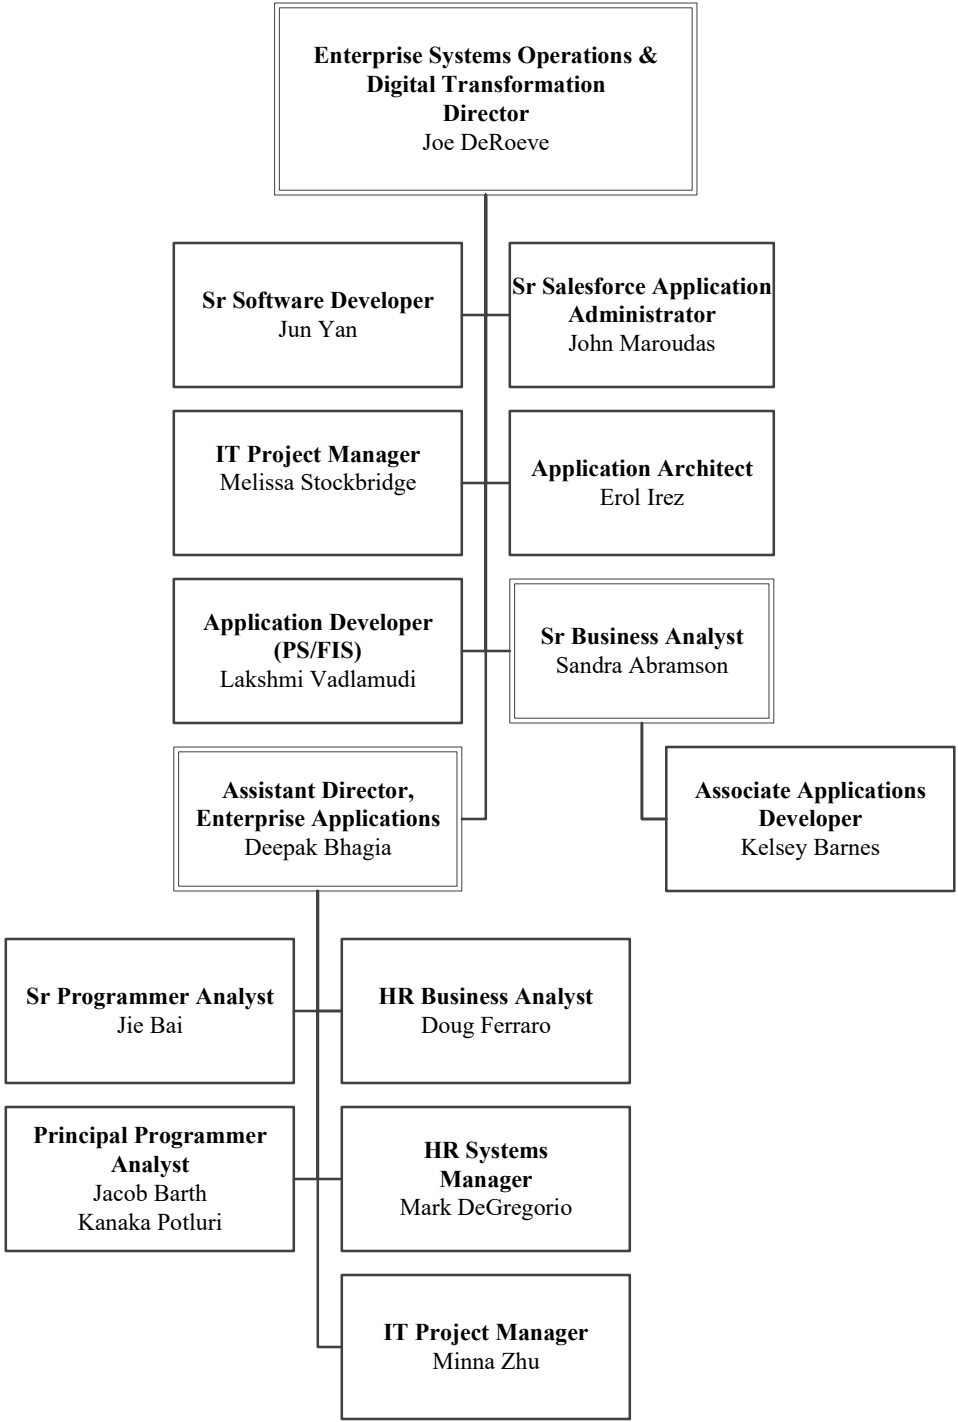 Enterprise Systems Operations &
Digital Transformation
Director
Joe DeRoeve
Sr Software Developer
Jun Yan
Sr Salesforce Application
Administrator
John Maroudas
IT Project Manager
Melissa Stockbridge
Application Architect
Erol Irez
Application Developer
(PS/FIS)
Lakshmi Vadlamudi
Sr Business Analyst
Sandra Abramson
Assistant Director,
Enterprise Applications
Deepak Bhagia
Associate Applications
Developer
Kelsey Barnes
Sr Programmer Analyst
Jie Bai
HR Business Analyst
Doug Ferraro
Principal Programmer
Analyst
Jacob Barth
Kanaka Potluri
HR Systems
Manager
Mark DeGregorio
IT Project Manager
Minna Zhu